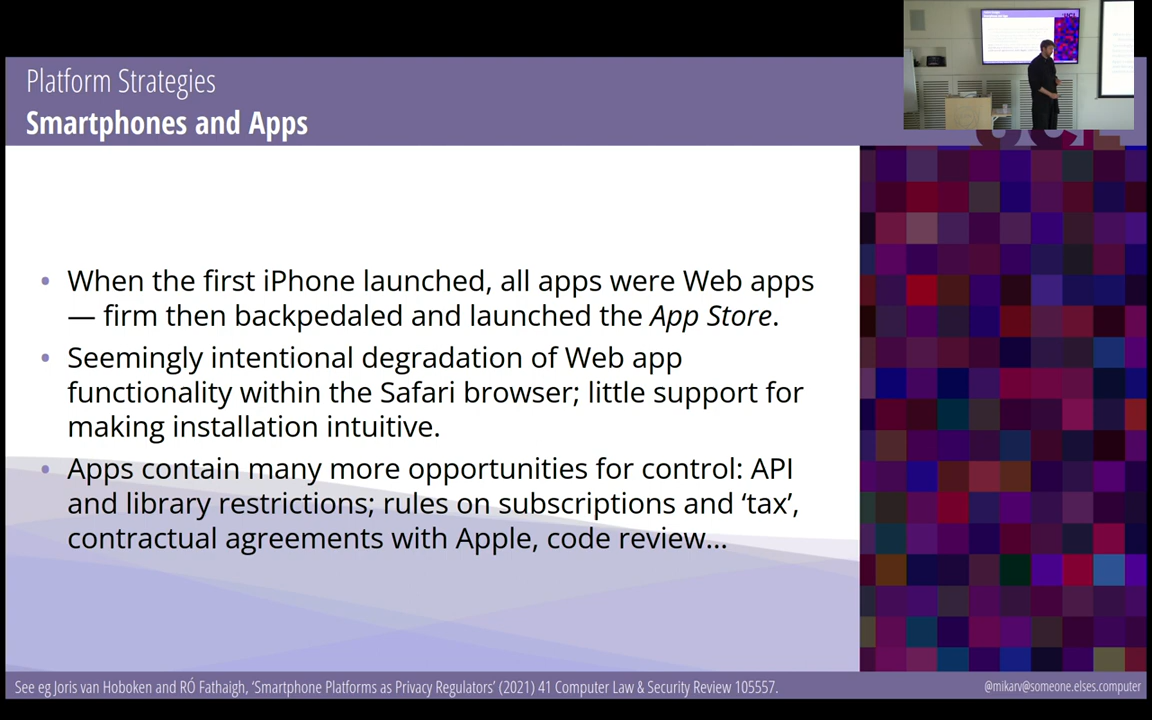 Platform Strategies
Smartphones and Apps
• When the first iPhone launched, all apps were Web apps
— firm then backpedaled and launched the App Store.
• Seemingly intentional degradation of Web app
functionality within the Safari browser; little support for
making installation intuitive.
• Apps contain many more opportunities for control: API
and library restrictions; rules on subscriptions and ‘tax’,
contractual agreements with Apple, code review…
See eg Joris van Hoboken and RÓ Fathaigh, ‘Smartphone Platforms as Privacy Regulators’ (2021) 41 Computer Law & Security Review 105557.
@mikarv@someone.elses.computer